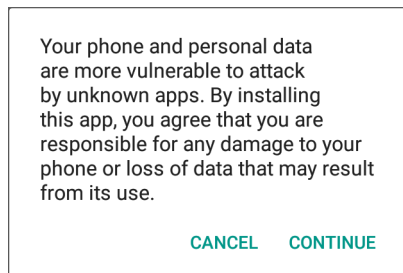 Your phone and personal data
are more vulnerable to attack
by unknown apps. By installing
this app, you agree that you are
responsible for any damage to your
phone or loss of data that may result
from its use.
CANCEL CONTINUE